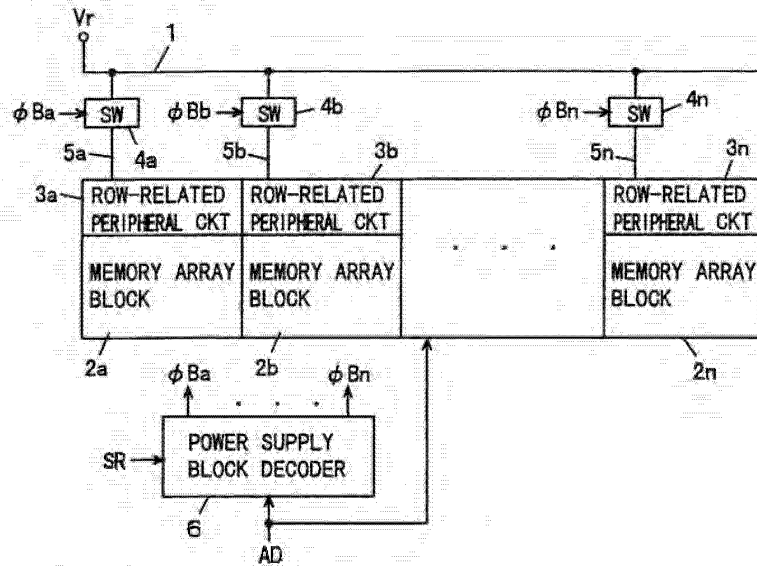 Vr
1
φBa
SW
4a
φBb
SW
4b
φBn
SW
4n
5a
5b
3b
5n
3n
3a
ROW-RELATED
PERIPHERAL CKT
ROW-RELATED
PERIPHERAL CKT
. . .
ROW-RELATED
PERIPHERAL CKT
MEMORY ARRAY
BLOCK
MEMORY ARRAY
BLOCK
MEMORY ARRAY
BLOCK
2a
φBa
2b
φBn
2n
. . .
SR
POWER SUPPLY
BLOCK DECODER
6
AD